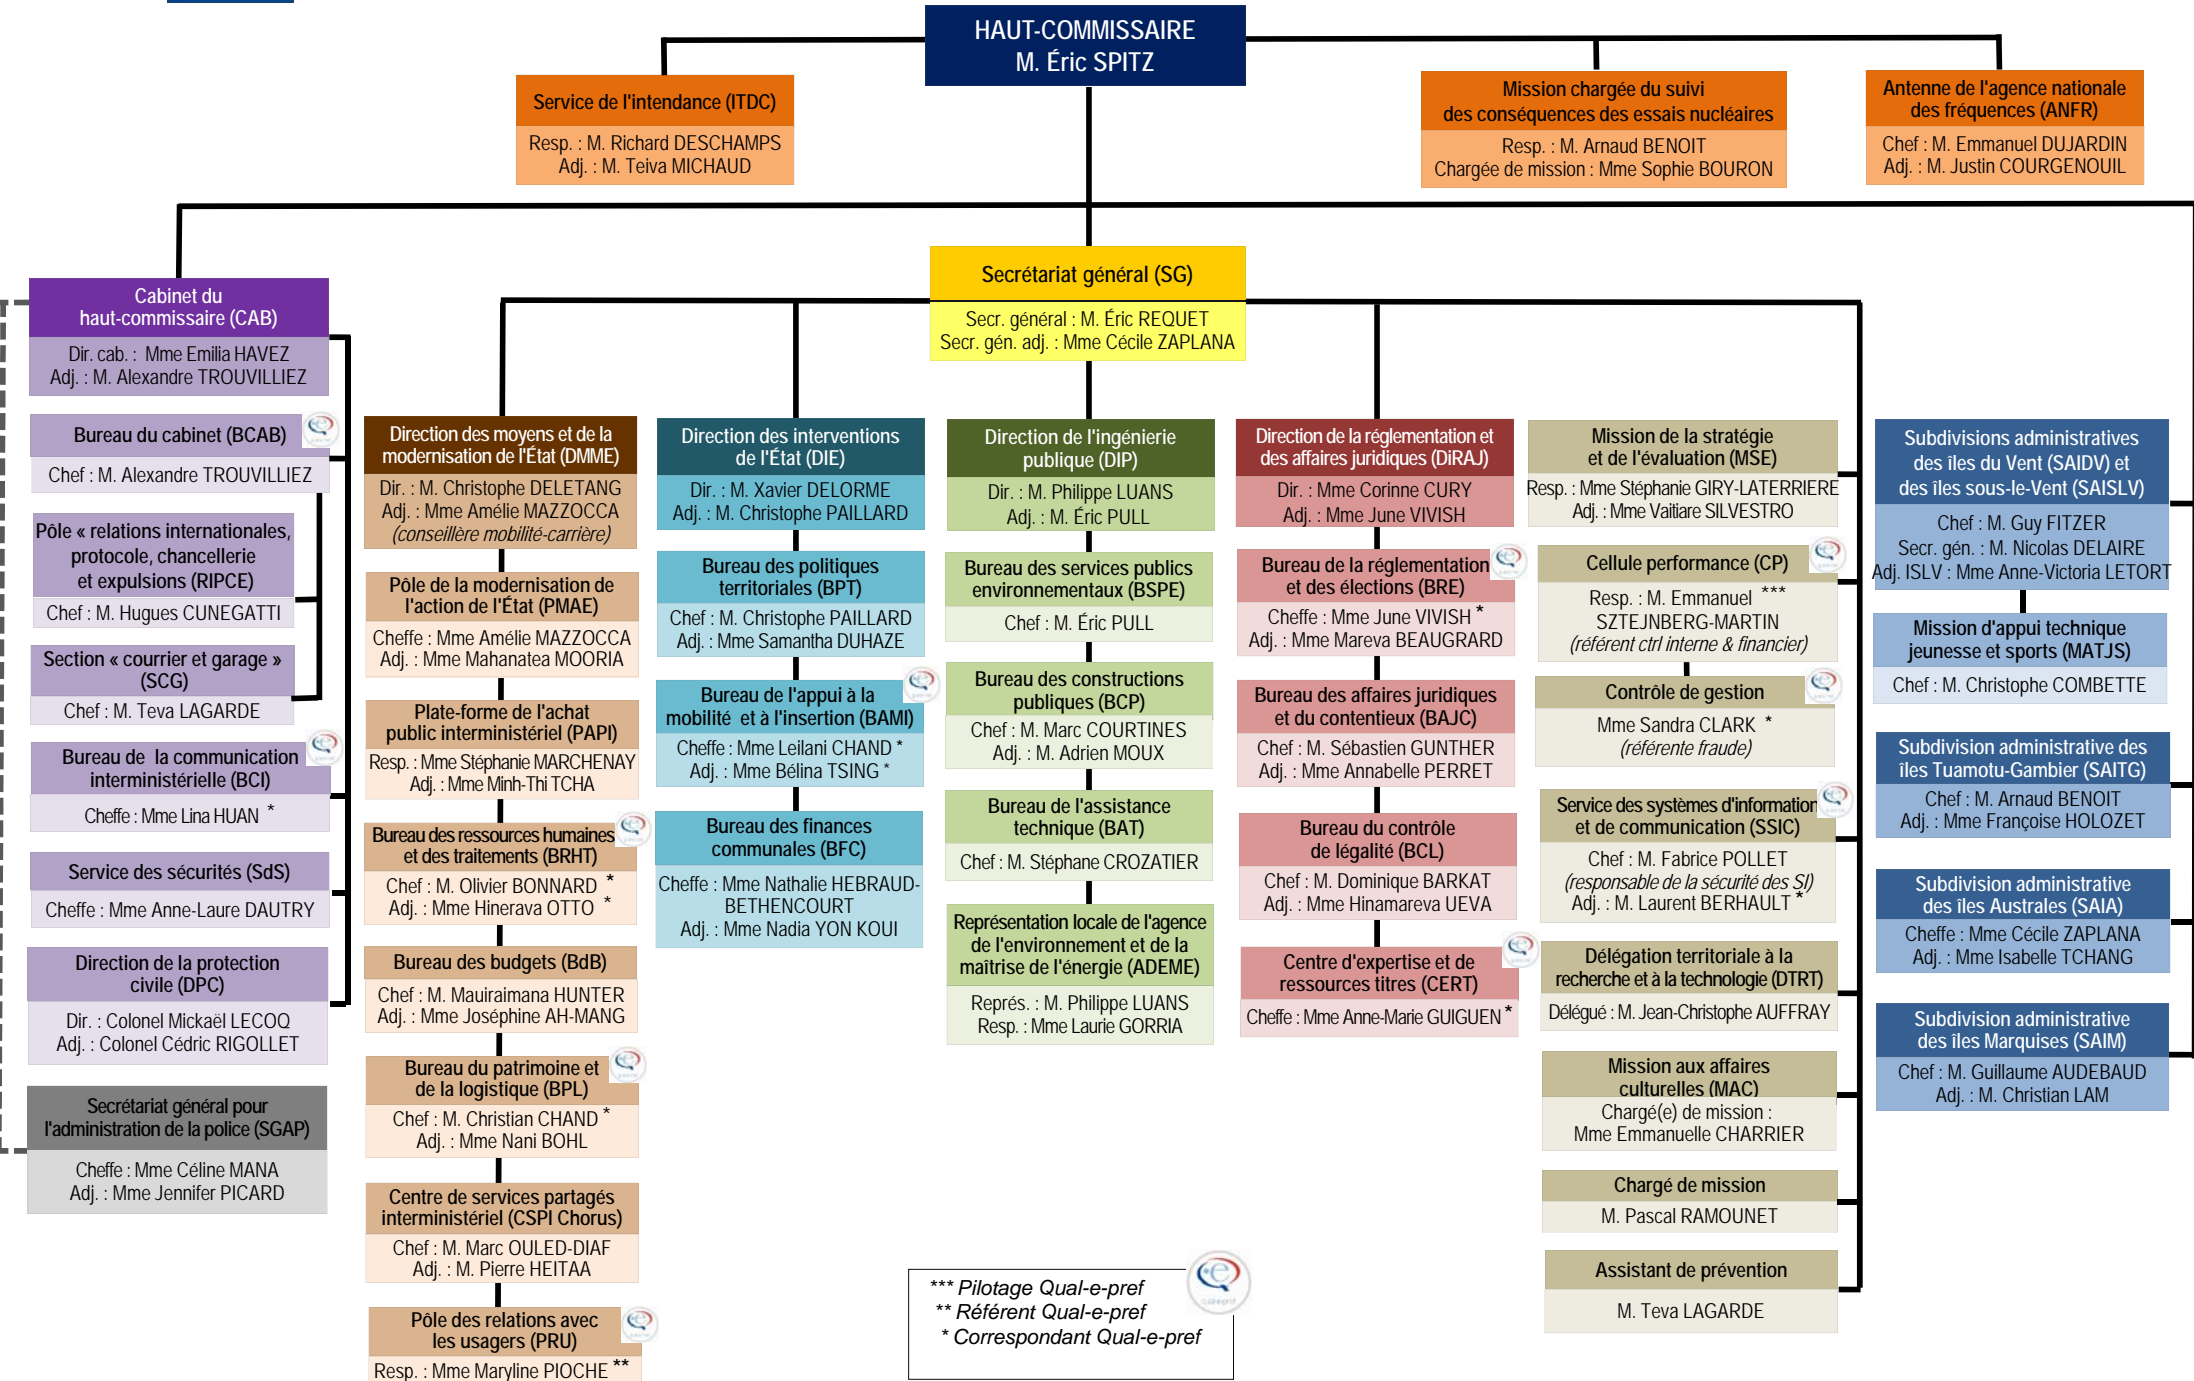 HAUT-COMMISSAIRE
M. Éric SPITZ
Service de l'intendance (ITDC)
Resp. : M. Richard DESCHAMPS
Adj. : M. Teiva MICHAUD
Mission chargée du suivi
des conséquences des essais nucléaires
Resp. : M. Arnaud BENOIT
Chargée de mission : Mme Sophie BOURON
Antenne de l'agence nationale
des fréquences (ANFR)
Chef : M. Emmanuel DUJARDIN
Adj. : M. Justin COURGENOUIL
Secrétariat général (SG)
Secr. général : M. Éric REQUET
Secr. gén. adj. : Mme Cécile ZAPLANA
Cabinet du
haut-commissaire (CAB)
Dir. cab. : Mme Emilia HAVEZ
Adj. : M. Alexandre TROUVILLIEZ
Bureau du cabinet (BCAB)
Chef : M. Alexandre TROUVILLIEZ
Pôle « relations internationales,
protocole, chancellerie
et expulsions (RIPCE)
Chef : M. Hugues CUNEGATTI
Section « courrier et garage »
(SCG)
Chef : M. Teva LAGARDE
Bureau de la communication
interministérielle (BCI)
Cheffe : Mme Lina HUAN *
Service des sécurités (SdS)
Cheffe : Mme Anne-Laure DAUTRY
Direction de la protection
civile (DPC)
Dir. : Colonel Mickaël LECOQ
Adj. : Colonel Cédric RIGOLLET
Secrétariat général pour
l'administration de la police (SGAP)
Cheffe : Mme Céline MANA
Adj. : Mme Jennifer PICARD
Direction des moyens et de la
modernisation de l'État (DMME)
Dir. : M. Christophe DELETANG
Adj. : Mme Amélie MAZZOCCA
(conseillère mobilité-carrière)
Pôle de la modernisation de
l'action de l'État (PMAE)
Cheffe : Mme Amélie MAZZOCCA
Adj. : Mme Mahanatea MOORIA
Plate-forme de l'achat
public interministériel (PAPI)
Resp. : Mme Stéphanie MARCHENAY
Adj. : Mme Minh-Thi TCHA
Bureau des ressources humaines
et des traitements (BRHT)
Chef : M. Olivier BONNARD *
Adj. : Mme Hinerava OTTO *
Bureau des budgets (BdB)
Chef : M. Mauiraimana HUNTER
Adj. : Mme Joséphine AH-MANG
Bureau du patrimoine et
de la logistique (BPL)
Chef : M. Christian CHAND *
Adj. : Mme Nani BOHL
Centre de services partagés
interministériel (CSPI Chorus)
Chef : M. Marc OULED-DIAF
Adj. : M. Pierre HEITAA
Pôle des relations avec
les usagers (PRU)
Resp. : Mme Maryline PIOCHE **
Direction des interventions
de l'État (DIE)
Dir. : M. Xavier DELORME
Adj. : M. Christophe PAILLARD
Bureau des politiques
territoriales (BPT)
Chef : M. Christophe PAILLARD
Adj. : Mme Samantha DUHAZE
Bureau de l'appui à la
mobilité et à l'insertion (BAMI)
Cheffe : Mme Leilani CHAND *
Adj. : Mme Bélina TSING *
Bureau des finances
communales (BFC)
Cheffe : Mme Nathalie HEBRAUD-
BETHENCOURT
Adj. : Mme Nadia YON KOUI
Direction de l'ingénierie
publique (DIP)
Dir. : M. Philippe LUANS
Adj. : M. Éric PULL
Bureau des services publics
environnementaux (BSPE)
Chef : M. Éric PULL
Bureau des constructions
publiques (BCP)
Chef : M. Marc COURTINES
Adj. : M. Adrien MOUX
Bureau de l'assistance
technique (BAT)
Chef : M. Stéphane CROZATIER
Représentation locale de l'agence
de l'environnement et de la
maîtrise de l'énergie (ADEME)
Représ. : M. Philippe LUANS
Resp. : Mme Laurie GORRIA
Direction de la réglementation et
des affaires juridiques (DiRAJ)
Dir. : Mme Corinne CURY
Adj. : Mme June VIVISH
Bureau de la réglementation
et des élections (BRE)
Cheffe : Mme June VIVISH *
Adj. : Mme Mareva BEAUGRARD
Bureau des affaires juridiques
et du contentieux (BAJC)
Chef : M. Sébastien GUNTHER
Adj. : Mme Annabelle PERRET
Bureau du contrôle
de légalité (BCL)
Chef : M. Dominique BARKAT
Adj. : Mme Hinamareva UEVA
Centre d'expertise et de
ressources titres (CERT)
Cheffe : Mme Anne-Marie GUIGUEN *
Mission de la stratégie
et de l'évaluation (MSE)
Resp. : Mme Stéphanie GIRY-LATERRIERE
Adj. : Mme Vaitiare SILVESTRO
Cellule performance (CP)
Resp. : M. Emmanuel ***
SZTEJNBERG-MARTIN
(référent ctrl interne & financier)
Contrôle de gestion
Mme Sandra CLARK *
(référente fraude)
Service des systèmes d'information
et de communication (SSIC)
Chef : M. Fabrice POLLET
(responsable de la sécurité des SI)
Adj. : M. Laurent BERHAULT *
Délégation territoriale à la
recherche et à la technologie (DTRT)
Délégué : M. Jean-Christophe AUFFRAY
Mission aux affaires
culturelles (MAC)
Chargé(e) de mission :
Mme Emmanuelle CHARRIER
Chargé de mission
M. Pascal RAMOUNET
Assistant de prévention
M. Teva LAGARDE
Subdivisions administratives
des îles du Vent (SAIDV) et
des îles sous-le-Vent (SAISLV)
Chef : M. Guy FITZER
Secr. gén. : M. Nicolas DELAIRE
Adj. ISLV : Mme Anne-Victoria LETORT
Mission d'appui technique
jeunesse et sports (MATJS)
Chef : M. Christophe COMBETTE
Subdivision administrative des
îles Tuamotu-Gambier (SAITG)
Chef : M. Arnaud BENOIT
Adj. : Mme Françoise HOLOZET
Subdivision administrative
des îles Australes (SAIA)
Cheffe : Mme Cécile ZAPLANA
Adj. : Mme Isabelle TCHANG
Subdivision administrative
des îles Marquises (SAIM)
Chef : M. Guillaume AUDEBAUD
Adj. : M. Christian LAM
*** Pilotage Qual-e-pref
** Référent Qual-e-pref
* Correspondant Qual-e-pref